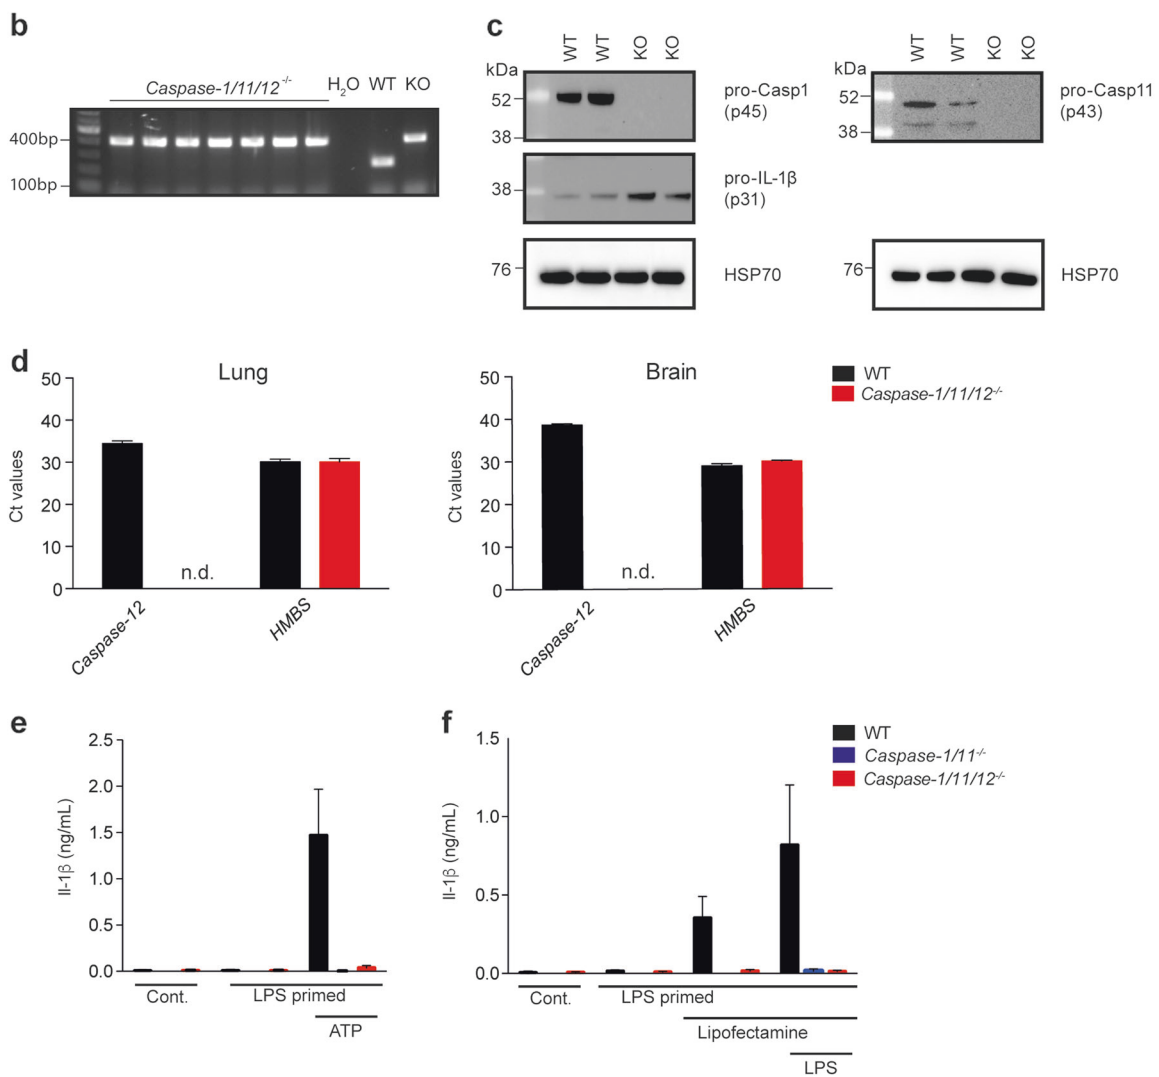 b
Caspase-1/11/12⁻/⁻ H₂O WT KO
400bp
100bp
c
WT WT KO KO
kDa
52
38
pro-Casp1
(p45)
38
pro-IL-1β
(p31)
76
HSP70
WT WT KO KO
kDa
52
38
pro-Casp11
(p43)
76
HSP70
d
Lung
Ct values
50
40
30
20
10
0
n.d.
Caspase-12
HMBS
Brain
Ct values
50
40
30
20
10
0
n.d.
Caspase-12
HMBS
WT
Caspase-1/11/12⁻/⁻
e
Il-1β (ng/mL)
2.5
2.0
1.5
1.0
0.5
0.0
Cont.
LPS primed
ATP
f
Il-1β (ng/mL)
1.5
1.0
0.5
0.0
Cont.
LPS primed
Lipofectamine
LPS
WT
Caspase-1/11⁻/⁻
Caspase-1/11/12⁻/⁻